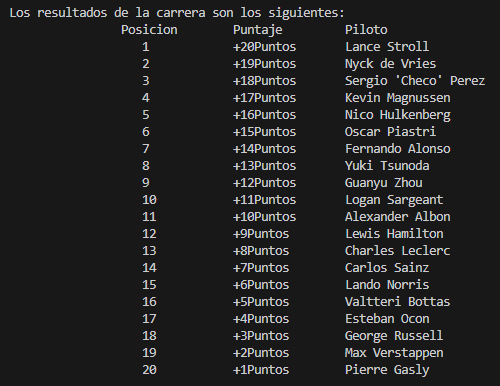 Los resultados de la carrera son los siguientes:
Posicion Puntaje Piloto
1 +20Puntos Lance Stroll
2 +19Puntos Nyck de Vries
3 +18Puntos Sergio 'Checo' Perez
4 +17Puntos Kevin Magnussen
5 +16Puntos Nico Hulkenberg
6 +15Puntos Oscar Piastri
7 +14Puntos Fernando Alonso
8 +13Puntos Yuki Tsunoda
9 +12Puntos Guanyu Zhou
10 +11Puntos Logan Sargeant
11 +10Puntos Alexander Albon
12 +9Puntos Lewis Hamilton
13 +8Puntos Charles Leclerc
14 +7Puntos Carlos Sainz
15 +6Puntos Lando Norris
16 +5Puntos Valtteri Bottas
17 +4Puntos Esteban Ocon
18 +3Puntos George Russell
19 +2Puntos Max Verstappen
20 +1Puntos Pierre Gasly